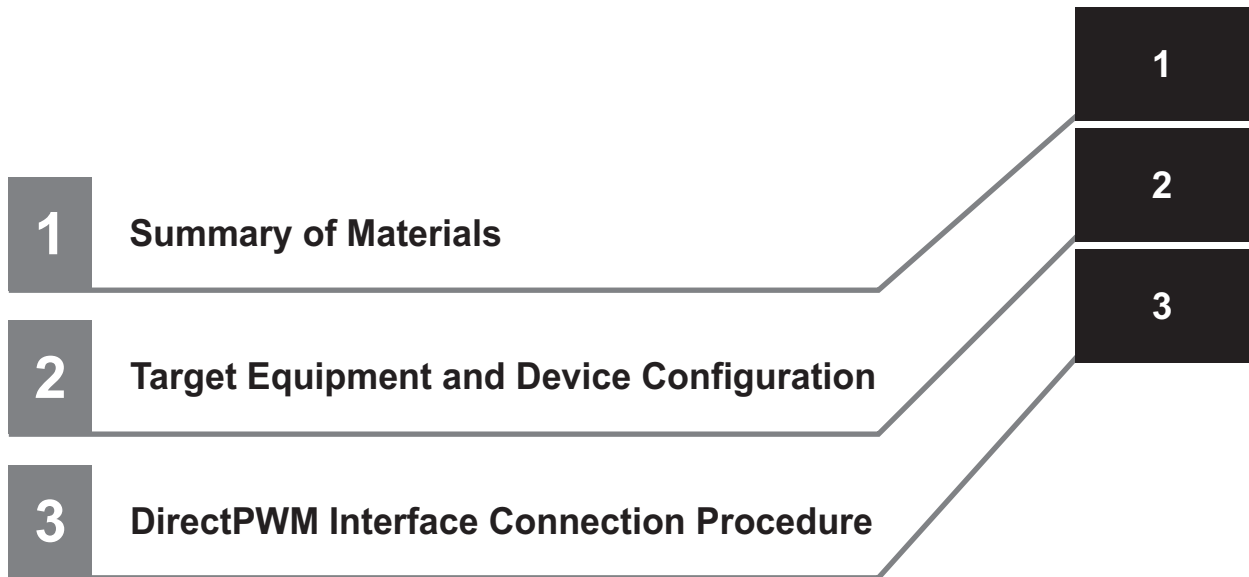 1
2
3
1 Summary of Materials
2 Target Equipment and Device Configuration
3 DirectPWM Interface Connection Procedure